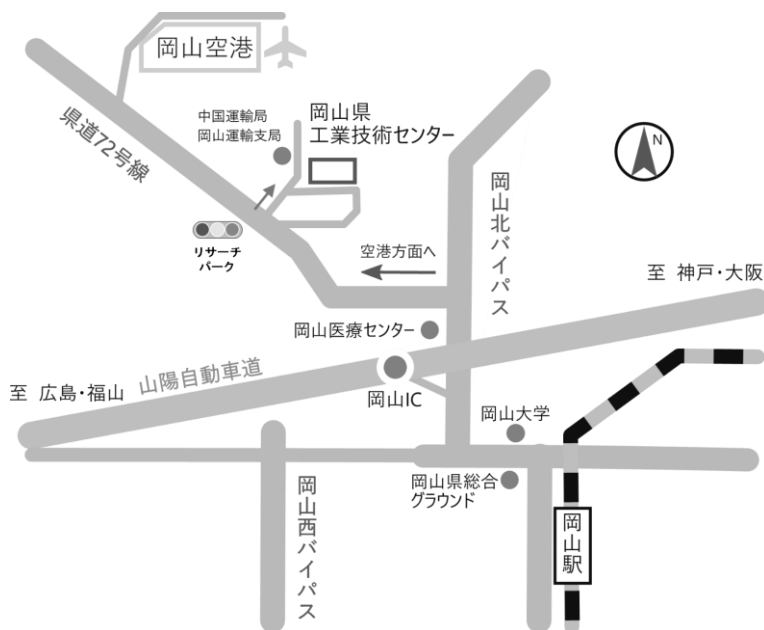 岡山空港
中国運輸局
岡山運輸支局
岡山県
工業技術センター
県道72号線
N
リサーチ
パーク
空港方面へ
岡山北バイパス
至 神戸・大阪
岡山医療センター
山陽自動車道
至 広島・福山
岡山IC
岡山大学
岡山県総合
グラウンド
岡山西バイパス
岡山駅